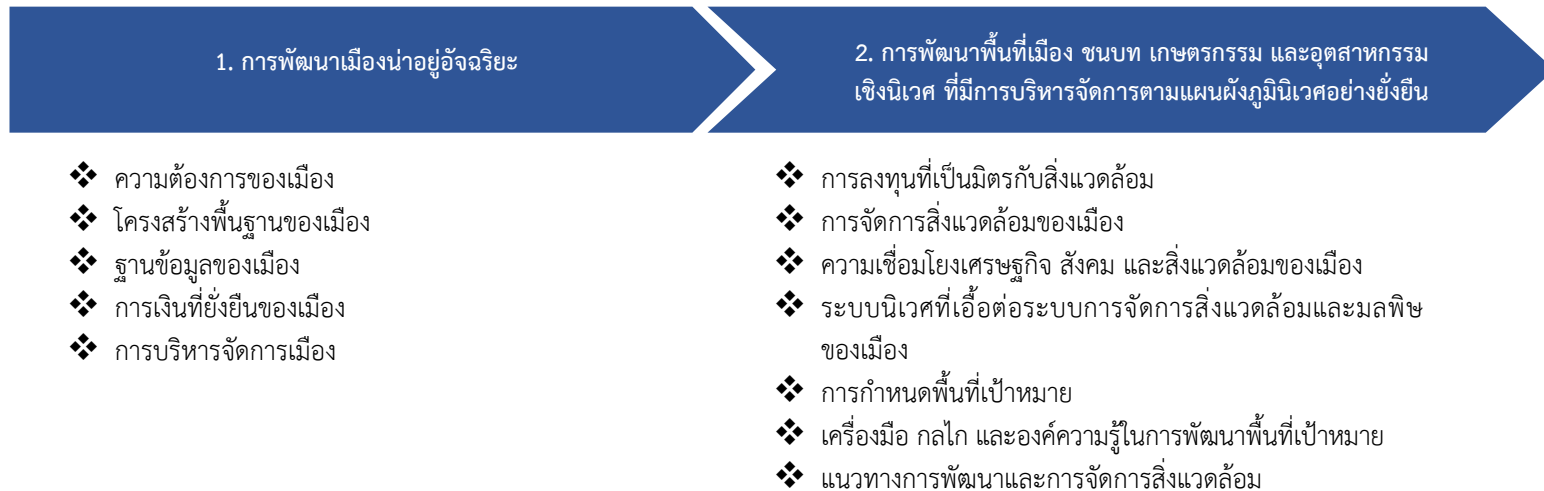 1. การพัฒนาเมืองน่าอยู่อัจฉริยะ
2. การพัฒนาพื้นที่เมือง ชนบท เกษตรกรรม และอุตสาหกรรม
เชิงนิเวศ ที่มีการบริหารจัดการตามแผนผังภูมินิเวศอย่างยั่งยืน
❖ ความต้องการของเมือง
❖ โครงสร้างพื้นฐานของเมือง
❖ ฐานข้อมูลของเมือง
❖ การเงินที่ยั่งยืนของเมือง
❖ การบริหารจัดการเมือง
❖ การลงทุนที่เป็นมิตรกับสิ่งแวดล้อม
❖ การจัดการสิ่งแวดล้อมของเมือง
❖ ความเชื่อมโยงเศรษฐกิจ สังคม และสิ่งแวดล้อมของเมือง
❖ ระบบนิเวศที่เอื้อต่อระบบการจัดการสิ่งแวดล้อมและมลพิษ
ของเมือง
❖ การกำหนดพื้นที่เป้าหมาย
❖ เครื่องมือ กลไก และองค์ความรู้ในการพัฒนาพื้นที่เป้าหมาย
❖ แนวทางการพัฒนาและการจัดการสิ่งแวดล้อม